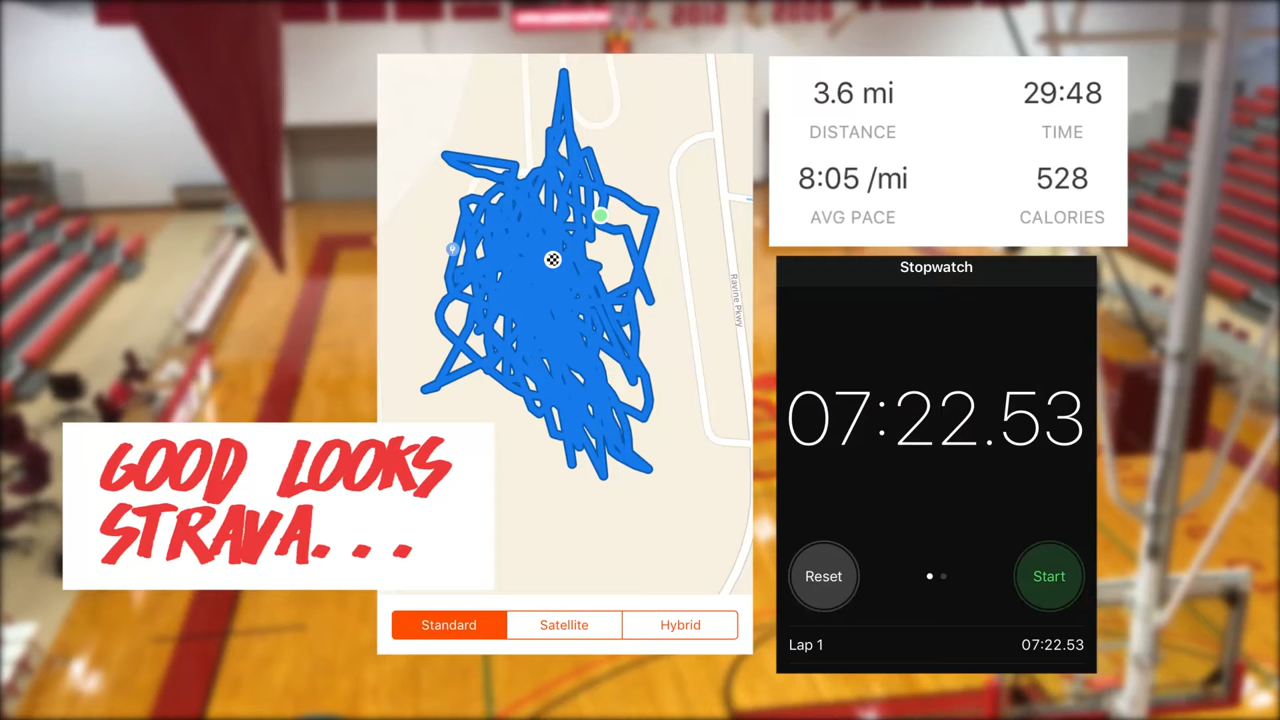 3.6 mi
29:48
DISTANCE
TIME
8:05 /mi
528
AVG PACE
CALORIES
Ravine Pkwy
Stopwatch
07:22.53
GOOD LOOKS
STRAVA...
Reset
Start
Standard
Satellite
Hybrid
Lap 1
07:22.53